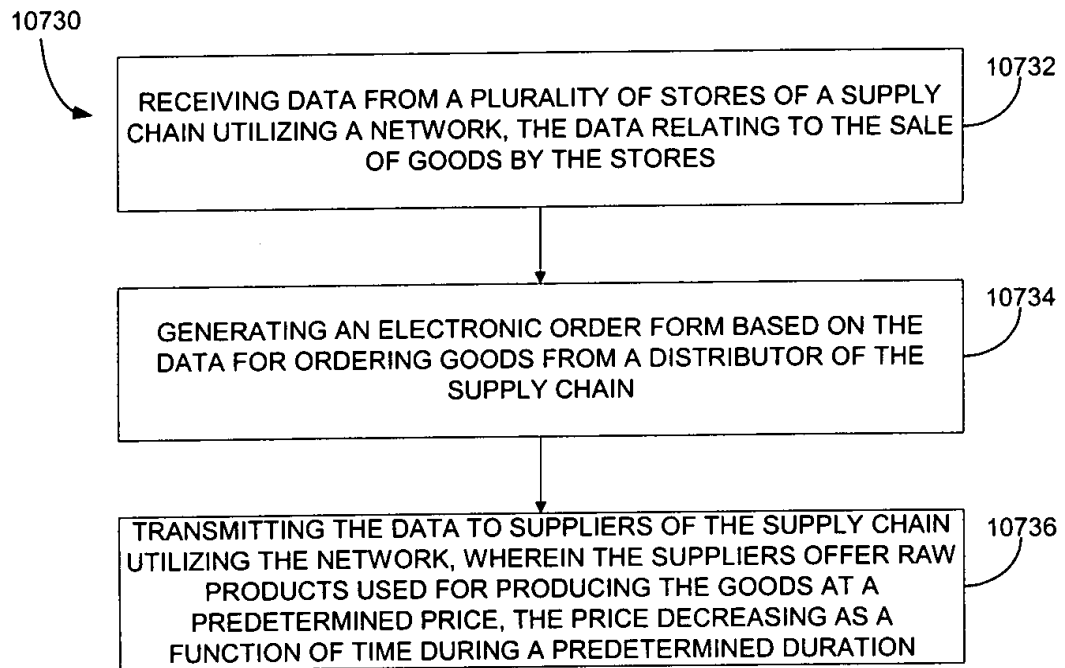 10730
10732
RECEIVING DATA FROM A PLURALITY OF STORES OF A SUPPLY
CHAIN UTILIZING A NETWORK, THE DATA RELATING TO THE SALE
OF GOODS BY THE STORES
10734
GENERATING AN ELECTRONIC ORDER FORM BASED ON THE
DATA FOR ORDERING GOODS FROM A DISTRIBUTOR OF THE
SUPPLY CHAIN
10736
TRANSMITTING THE DATA TO SUPPLIERS OF THE SUPPLY CHAIN
UTILIZING THE NETWORK, WHEREIN THE SUPPLIERS OFFER RAW
PRODUCTS USED FOR PRODUCING THE GOODS AT A
PREDETERMINED PRICE, THE PRICE DECREASING AS A
FUNCTION OF TIME DURING A PREDETERMINED DURATION